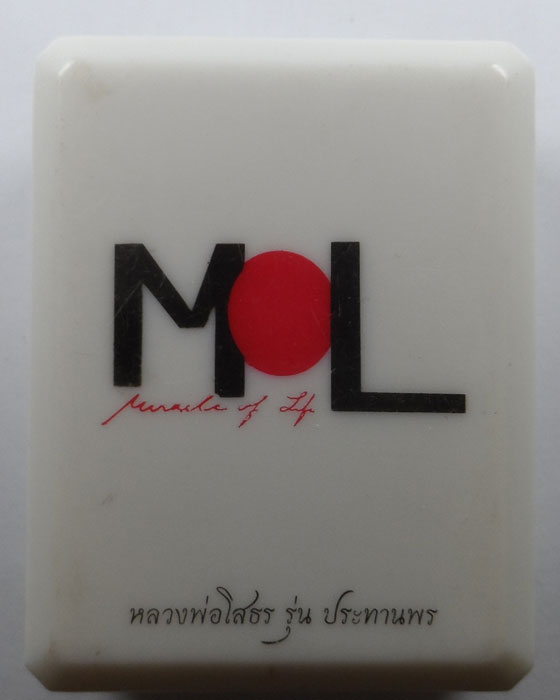 MOL
Miracle of Life
หลวงพ่อโสธร รุ่น ประทานพร